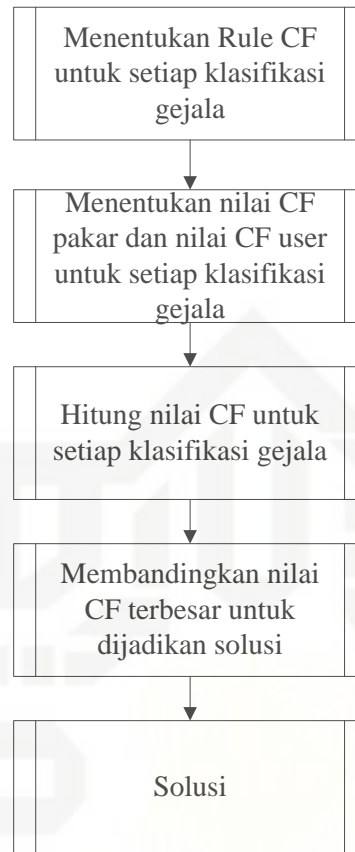 Menentukan Rule CF
untuk setiap klasifikasi
gejala
Menentukan nilai CF
pakar dan nilai CF user
untuk setiap klasifikasi
gejala
Hitung nilai CF untuk
setiap klasifikasi gejala
Membandingkan nilai
CF terbesar untuk
dijadikan solusi
Solusi